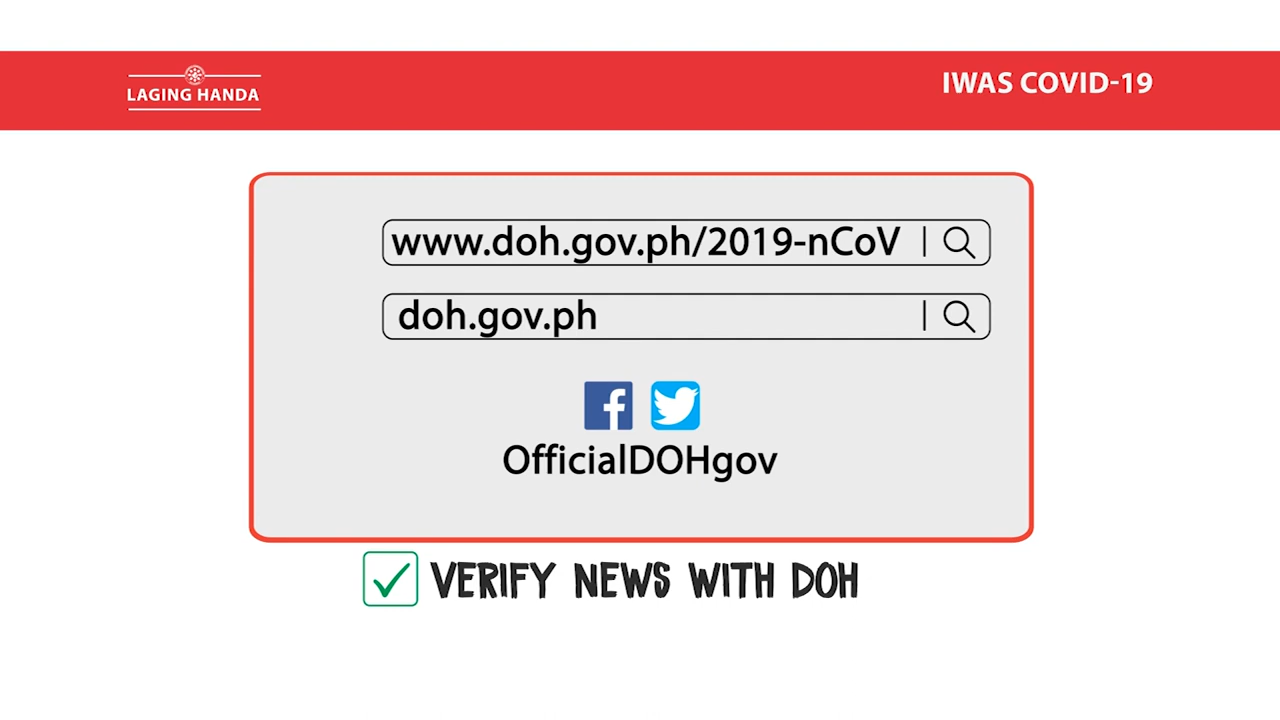 LAGING HANDA
IWAS COVID-19
www.doh.gov.ph/2019-nCoV
doh.gov.ph
OfficialDOHgov
VERIFY NEWS WITH DOH